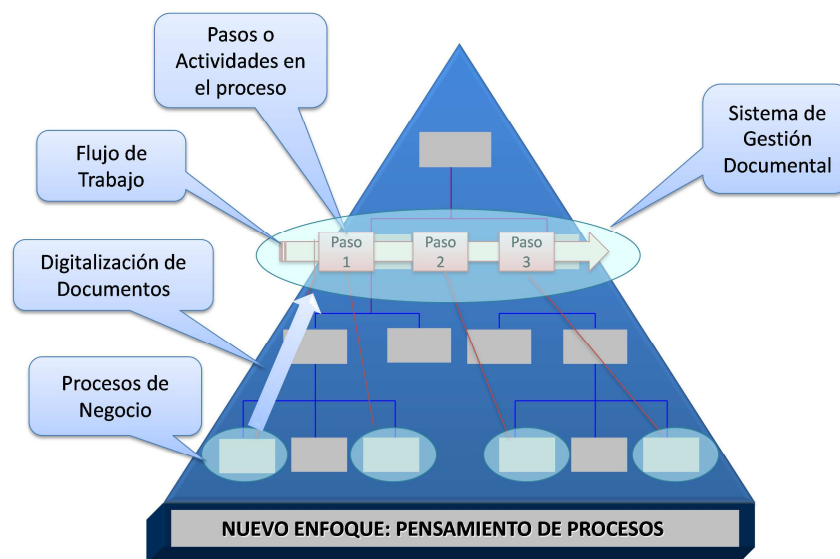 Pasos o
Actividades en
el proceso
Sistema de
Gestión
Documental
Flujo de
Trabajo
Paso
1
Paso
2
Paso
3
Digitalización de
Documentos
Procesos de
Negocio
NUEVO ENFOQUE: PENSAMIENTO DE PROCESOS